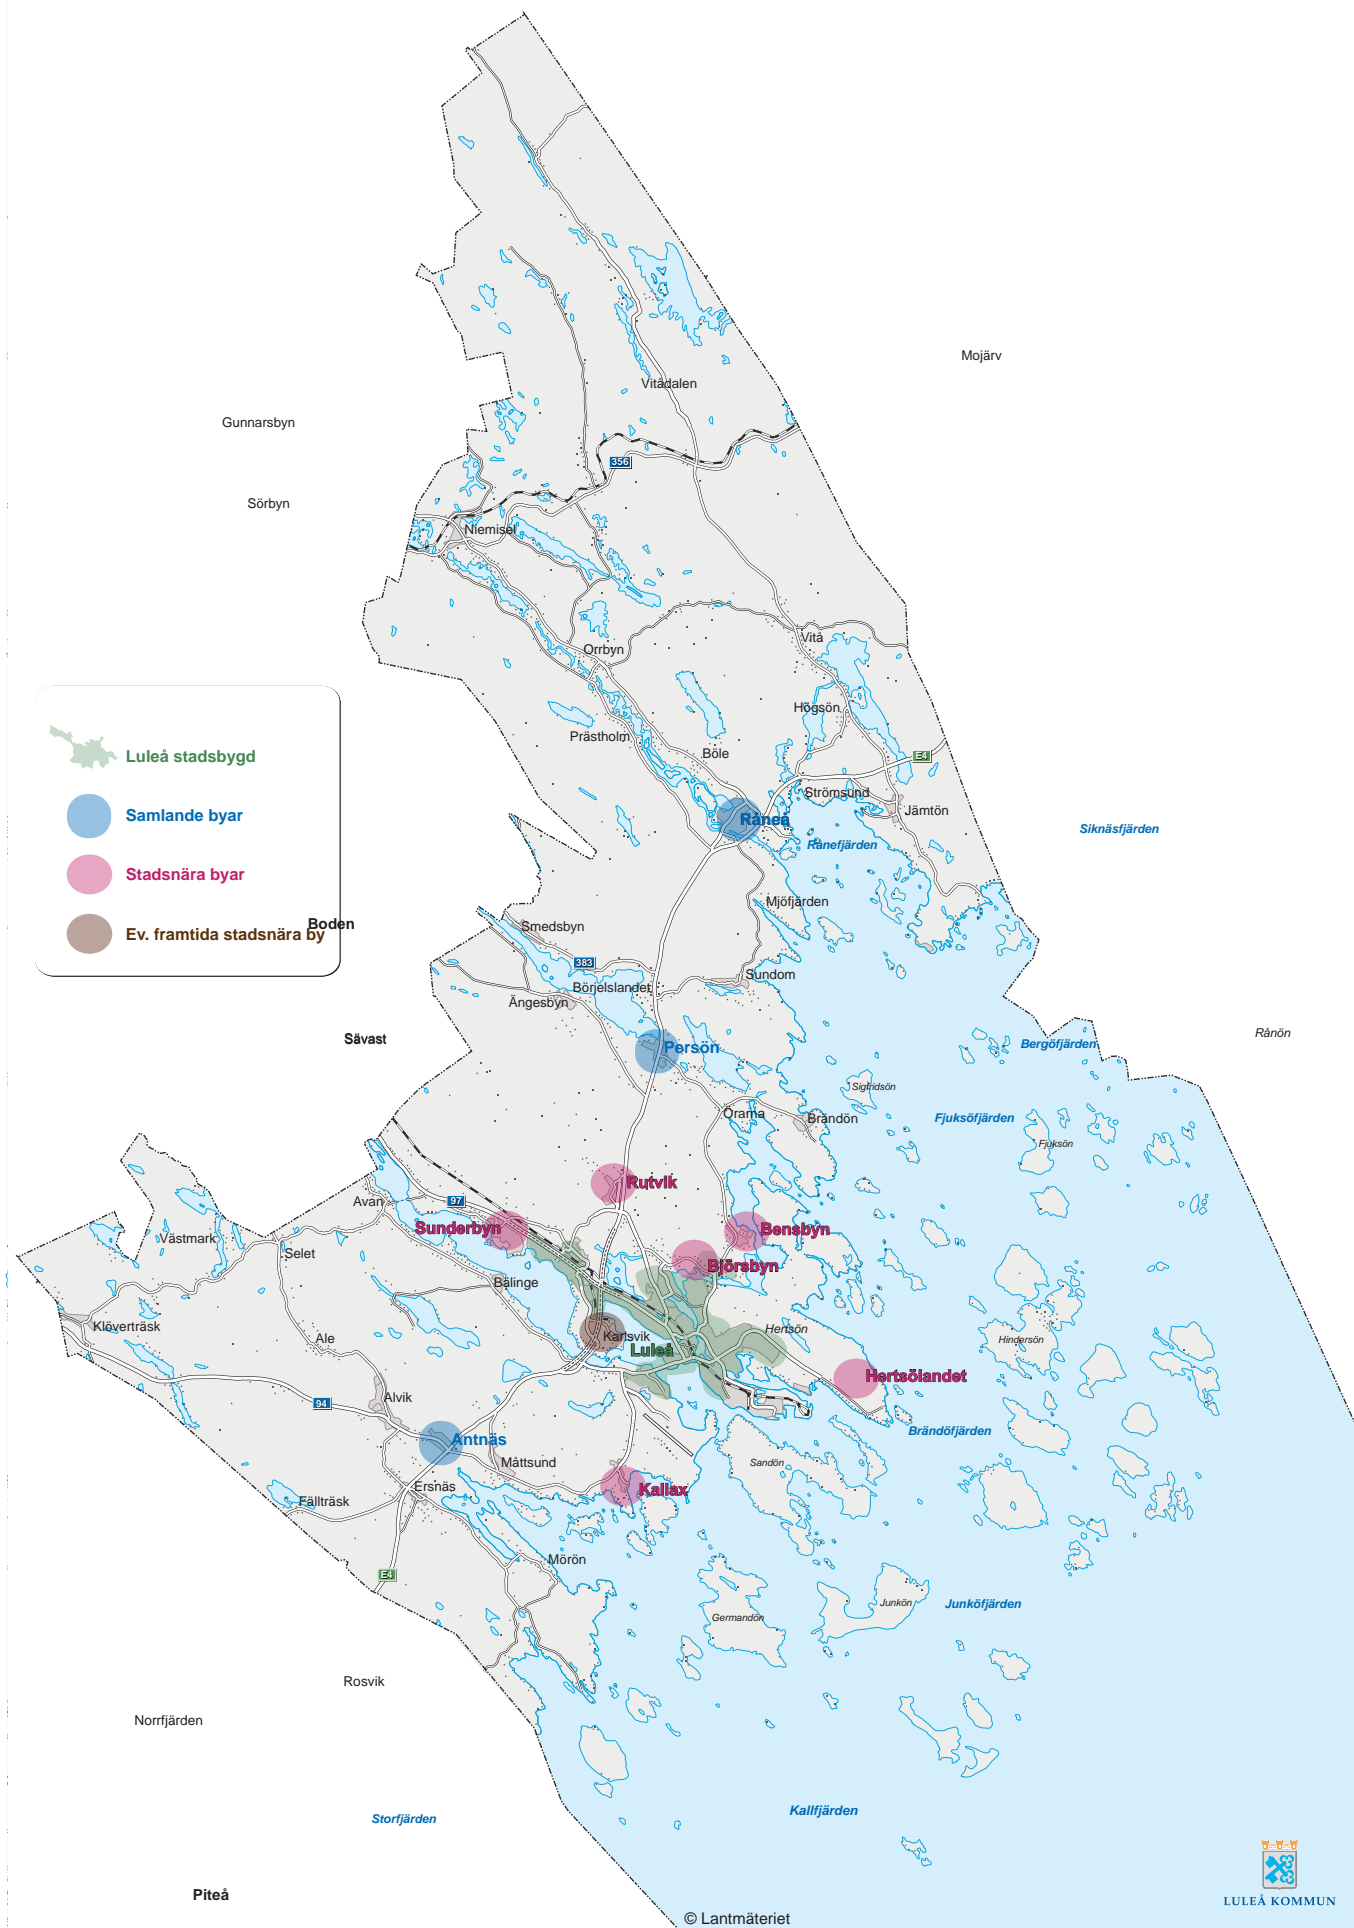 Mojärv
Vitådalen
Gunnarsbyn
356
Sörbyn
Niemisel
Vitå
Orrbyn
Högsön
Prästholm
Böle
E4
Luleå stadsbygd
Strömsund
Samlande byar
Råneå
Jämtön
Siknäsfjärden
Rånefjärden
Stadsnära byar
Mjöfjärden
Boden
Smedsbyn
Ev. framtida stadsnära by
383
Sundom
Börjelslandet
Ängesbyn
Rånön
Sävast
Persön
Bergöfjärden
Sigfridsön
Örarna
Brändön
Fjuksöfjärden
Fjuksön
Rutvik
Avan
97
Sunderbyn
Bensbyn
Västmark
Selet
Björsbyn
Bälinge
Klöverträsk
Ale
Karlsvik
Hertsön
Hindersön
Luleå
Hertsölandet
Alvik
94
Brändöfjärden
Antnäs
Måttsund
Sandön
Ersnäs
Kallax
Fällträsk
Mörön
E4
Junkön
Junköfjärden
Germandön
Rosvik
Norrfjärden
Kallfjärden
Storfjärden
Piteå
LULEÅ KOMMUN
© Lantmäteriet